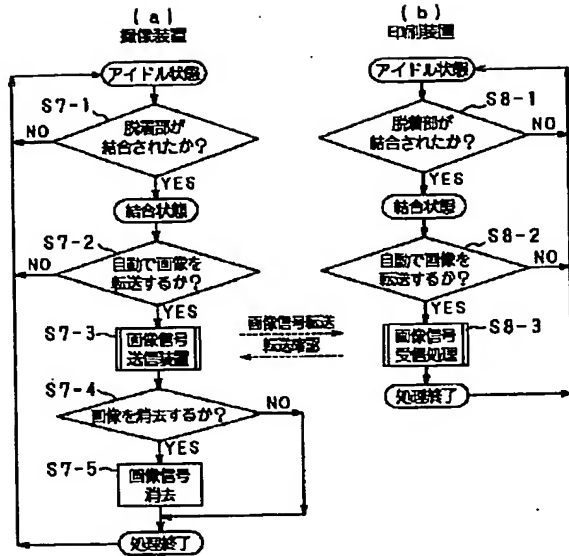 (a)
撮像装置
アイドル状態
S7-1
脱着部が
結合されたか?
NO
YES
結合状態
S7-2
自動で画像を
転送するか?
NO
YES
S7-3
画像信号
送信装置
S7-4
画像を消去するか?
NO
YES
S7-5
画像信号
消去
処理終了
画像信号転送
転送確認
(b)
印刷装置
アイドル状態
S8-1
脱着部が
結合されたか?
NO
YES
結合状態
S8-2
自動で画像を
転送するか?
NO
YES
S8-3
画像信号
受信処理
処理終了